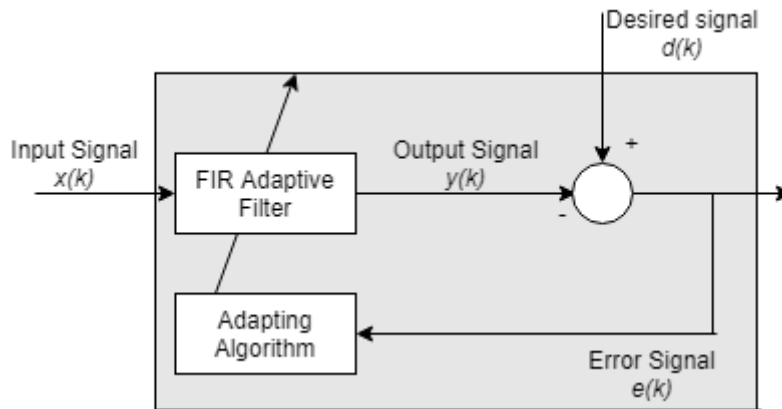 Desired signal
d(k)
+
Input Signal
x(k)
FIR Adaptive
Filter
Output Signal
y(k)
-
Adapting
Algorithm
Error Signal
e(k)